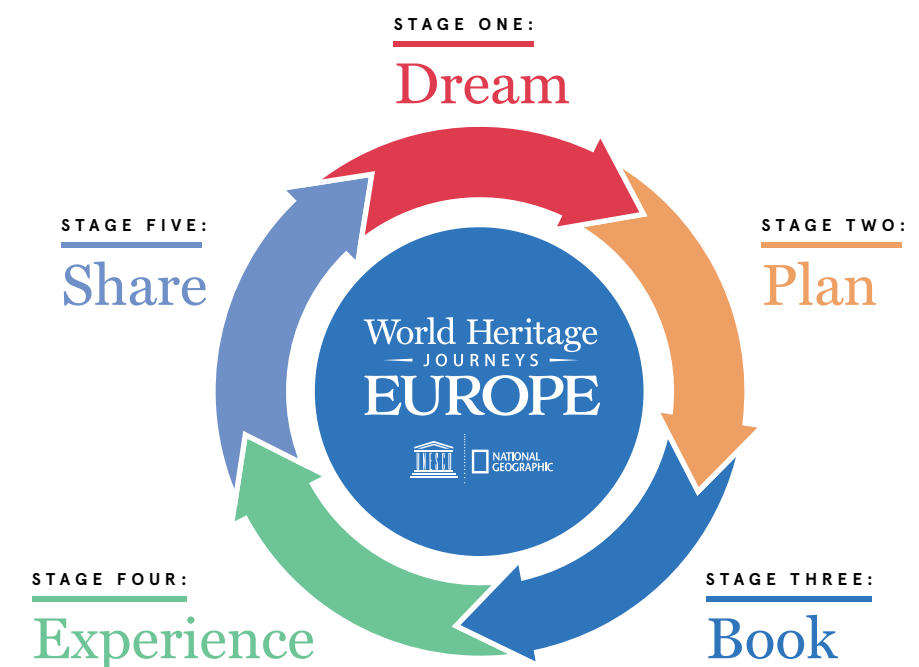 STAGE ONE:
Dream
STAGE TWO:
Plan
STAGE THREE:
Book
STAGE FOUR:
Experience
STAGE FIVE:
Share
World Heritage
JOURNEYS
EUROPE
UNESCO
NATIONAL
GEOGRAPHIC